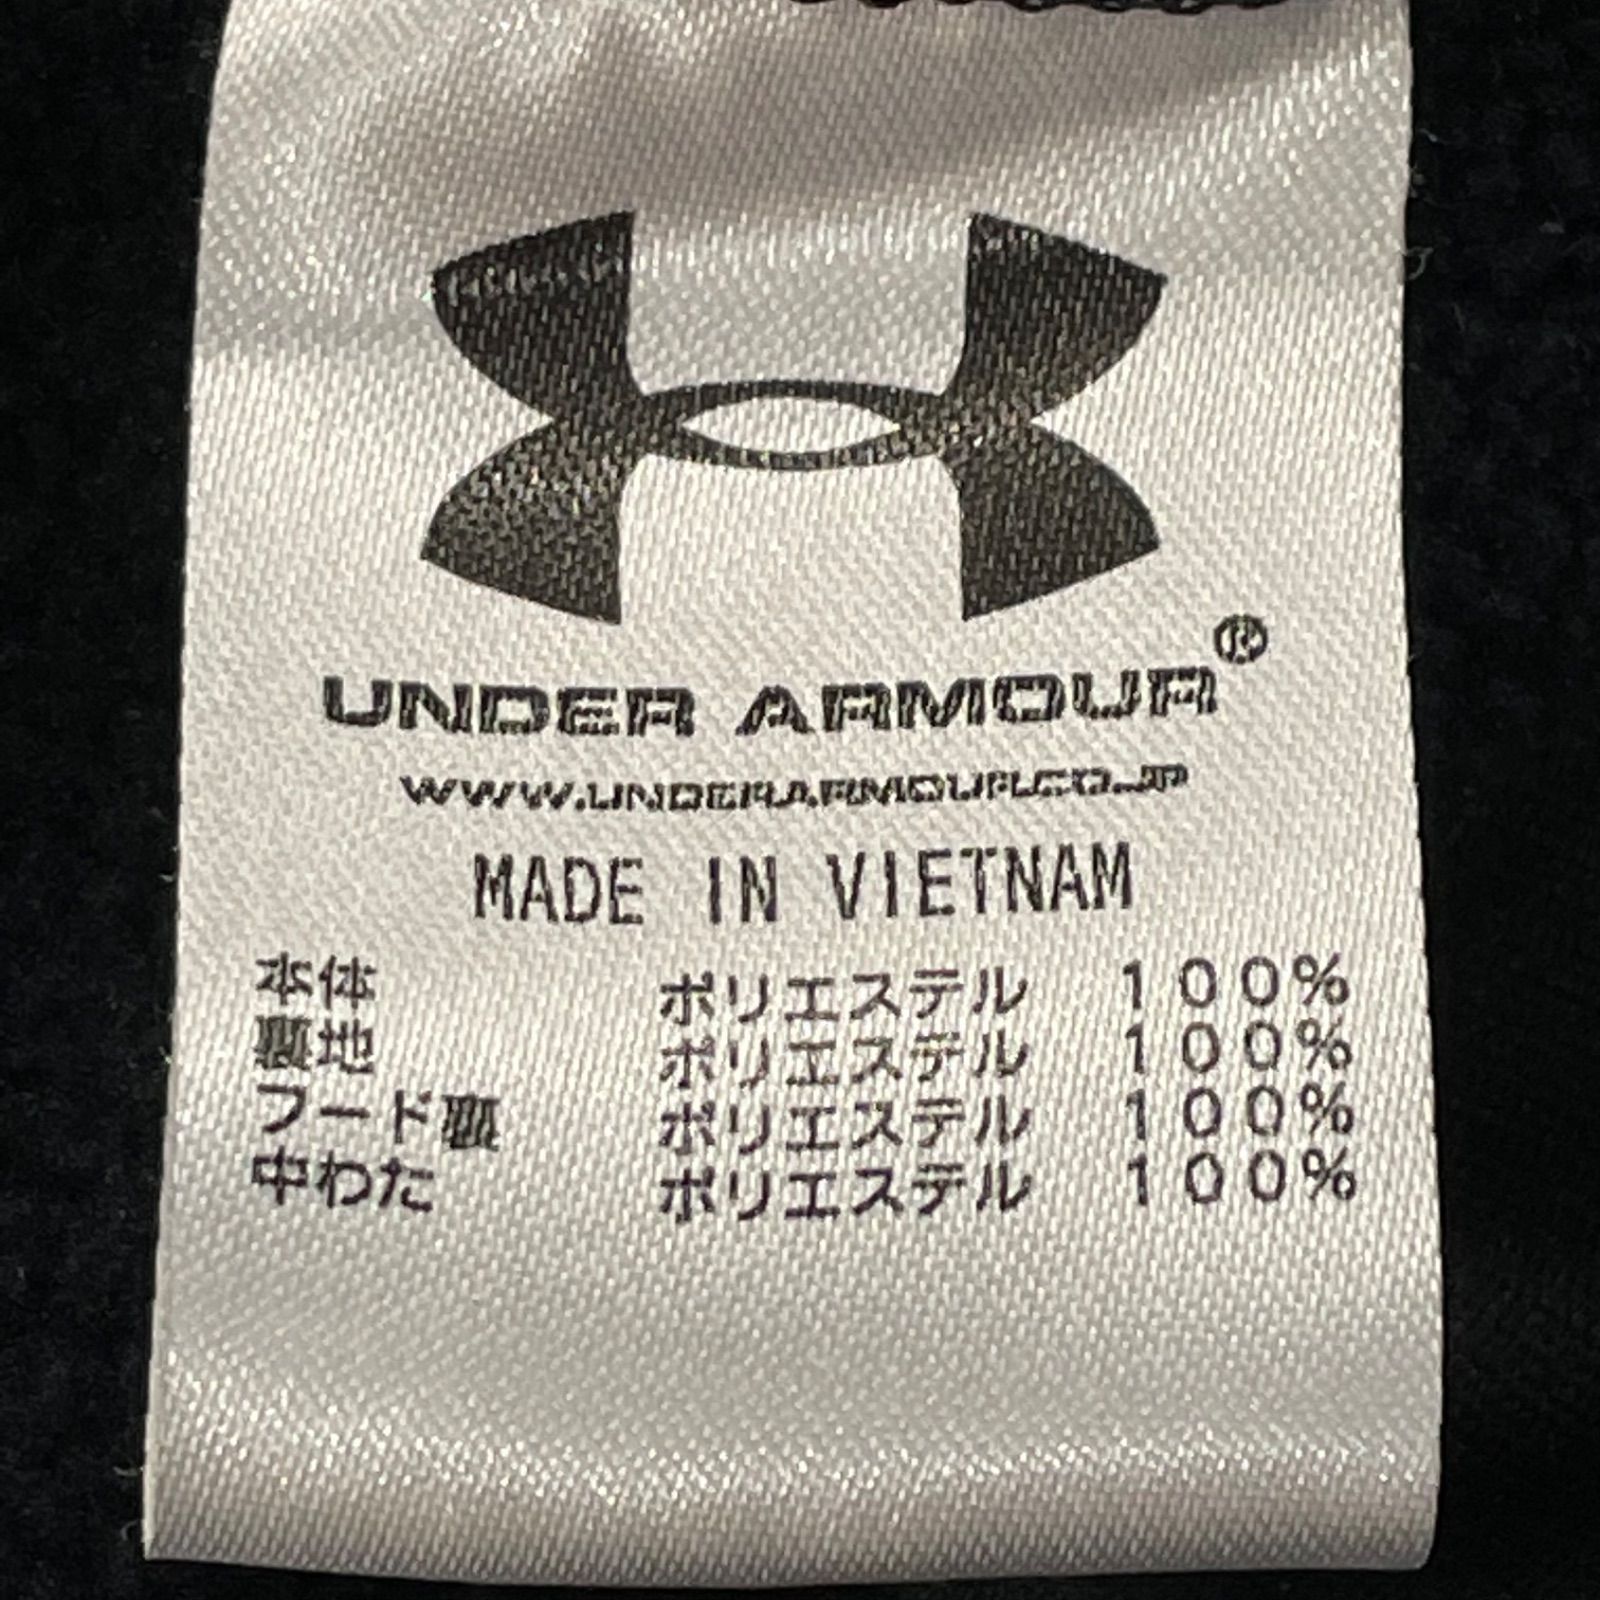 UNDER ARMOUR®
WWW.UNDERARMOUR.CO.JP
MADE IN VIETNAM
本体 ポリエステル 100%
裏地 ポリエステル 100%
フード裏 ポリエステル 100%
中わた ポリエステル 100%